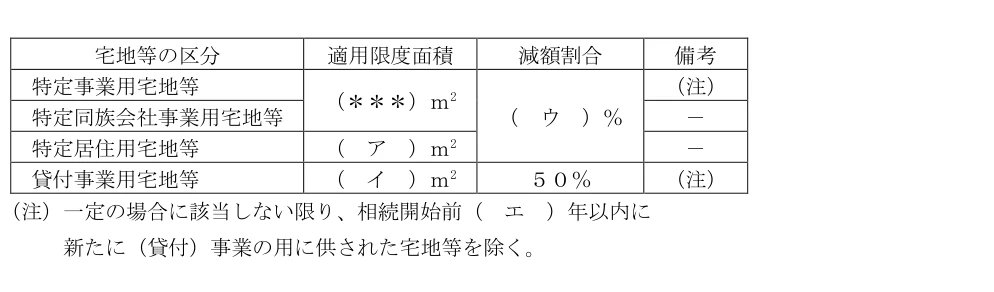 宅地等の区分 適用限度面積 減額割合 備考
特定事業用宅地等 （＊＊＊）m² （　ウ　）％ （注）
特定同族会社事業用宅地等 －
特定居住用宅地等 （　ア　）m² －
貸付事業用宅地等 （　イ　）m² ５０％ （注）
（注）一定の場合に該当しない限り、相続開始前（　エ　）年以内に
新たに（貸付）事業の用に供された宅地等を除く。